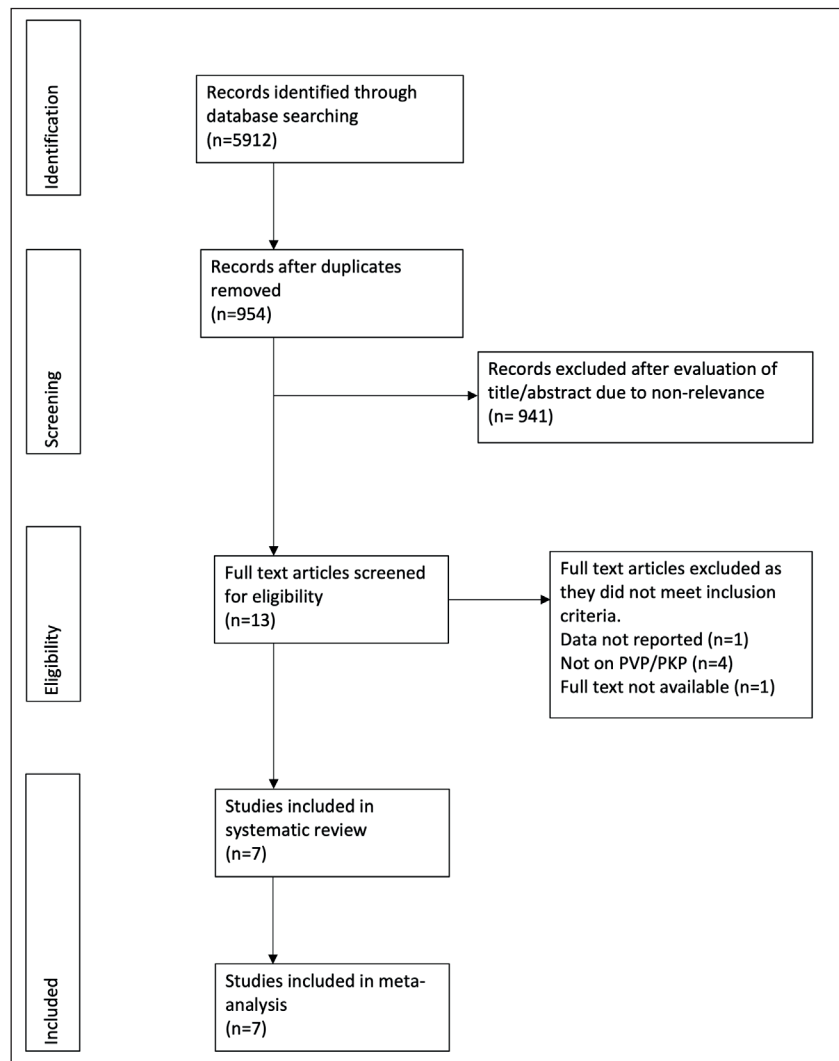 Identification
Records identified through
database searching
(n=5912)
Screening
Records after duplicates
removed
(n=954)
Records excluded after evaluation of
title/abstract due to non-relevance
(n= 941)
Eligibility
Full text articles screened
for eligibility
(n=13)
Full text articles excluded as
they did not meet inclusion
criteria.
Data not reported (n=1)
Not on PVP/PKP (n=4)
Full text not available (n=1)
Included
Studies included in
systematic review
(n=7)
Studies included in meta-
analysis
(n=7)